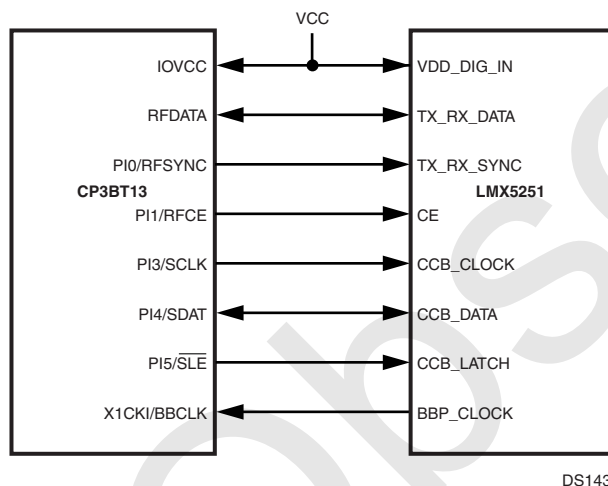 VCC
IOVCC VDD_DIG_IN
RFDATA TX_RX_DATA
PI0/RFSYNC TX_RX_SYNC
CP3BT13 LMX5251
PI1/RFCE CE
PI3/SCLK CCB_CLOCK
PI4/SDAT CCB_DATA
PI5/SLE CCB_LATCH
X1CKI/BBCLK BBP_CLOCK